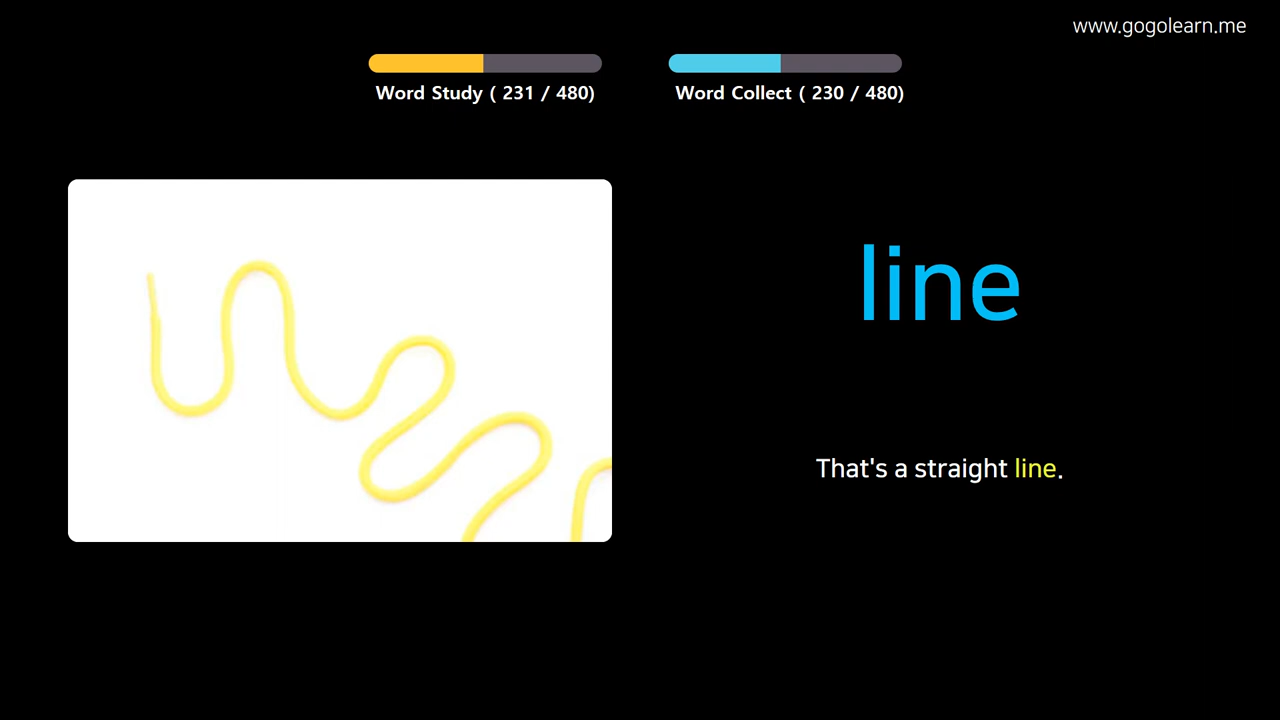 www.gogolearn.me
Word Study ( 231 / 480)
Word Collect ( 230 / 480)
line
That's a straight line.